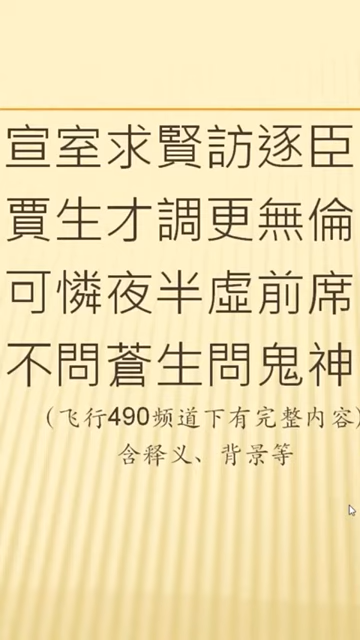 宣室求賢訪逐臣
賈生才調更無倫
可憐夜半虛前席
不問蒼生問鬼神
（飞行490频道下有完整内容）
含释义、背景等